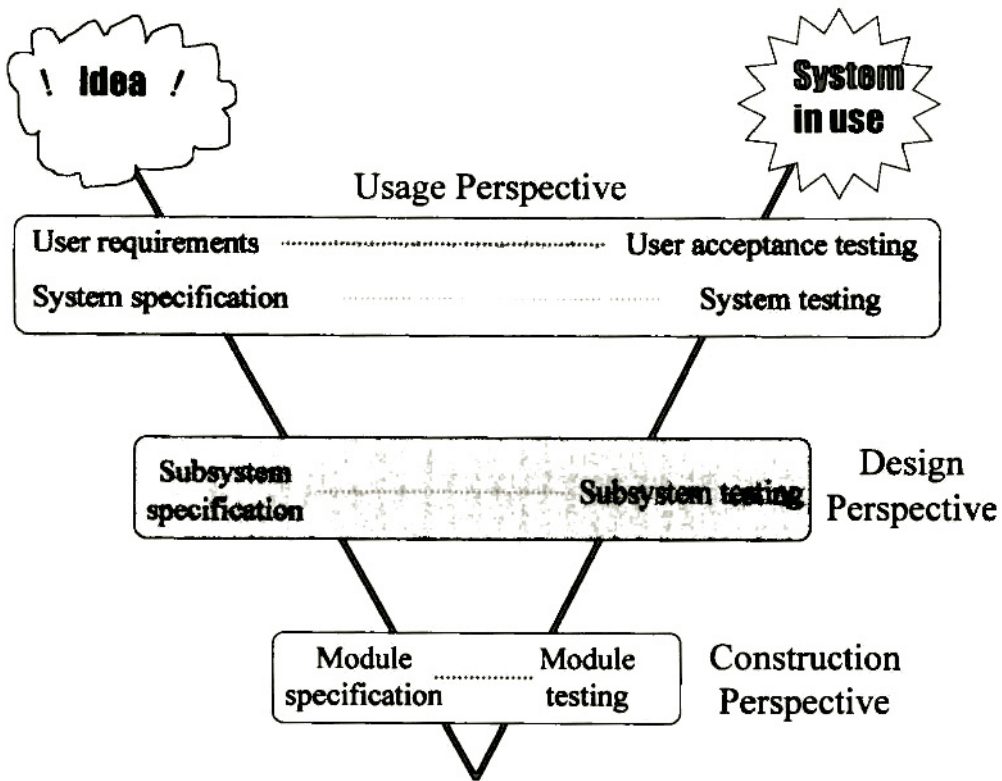 ! Idea !
System
in use
Usage Perspective
User requirements
User acceptance testing
System specification
System testing
Subsystem
specification
Subsystem testing
Design
Perspective
Module
specification
Module
testing
Construction
Perspective